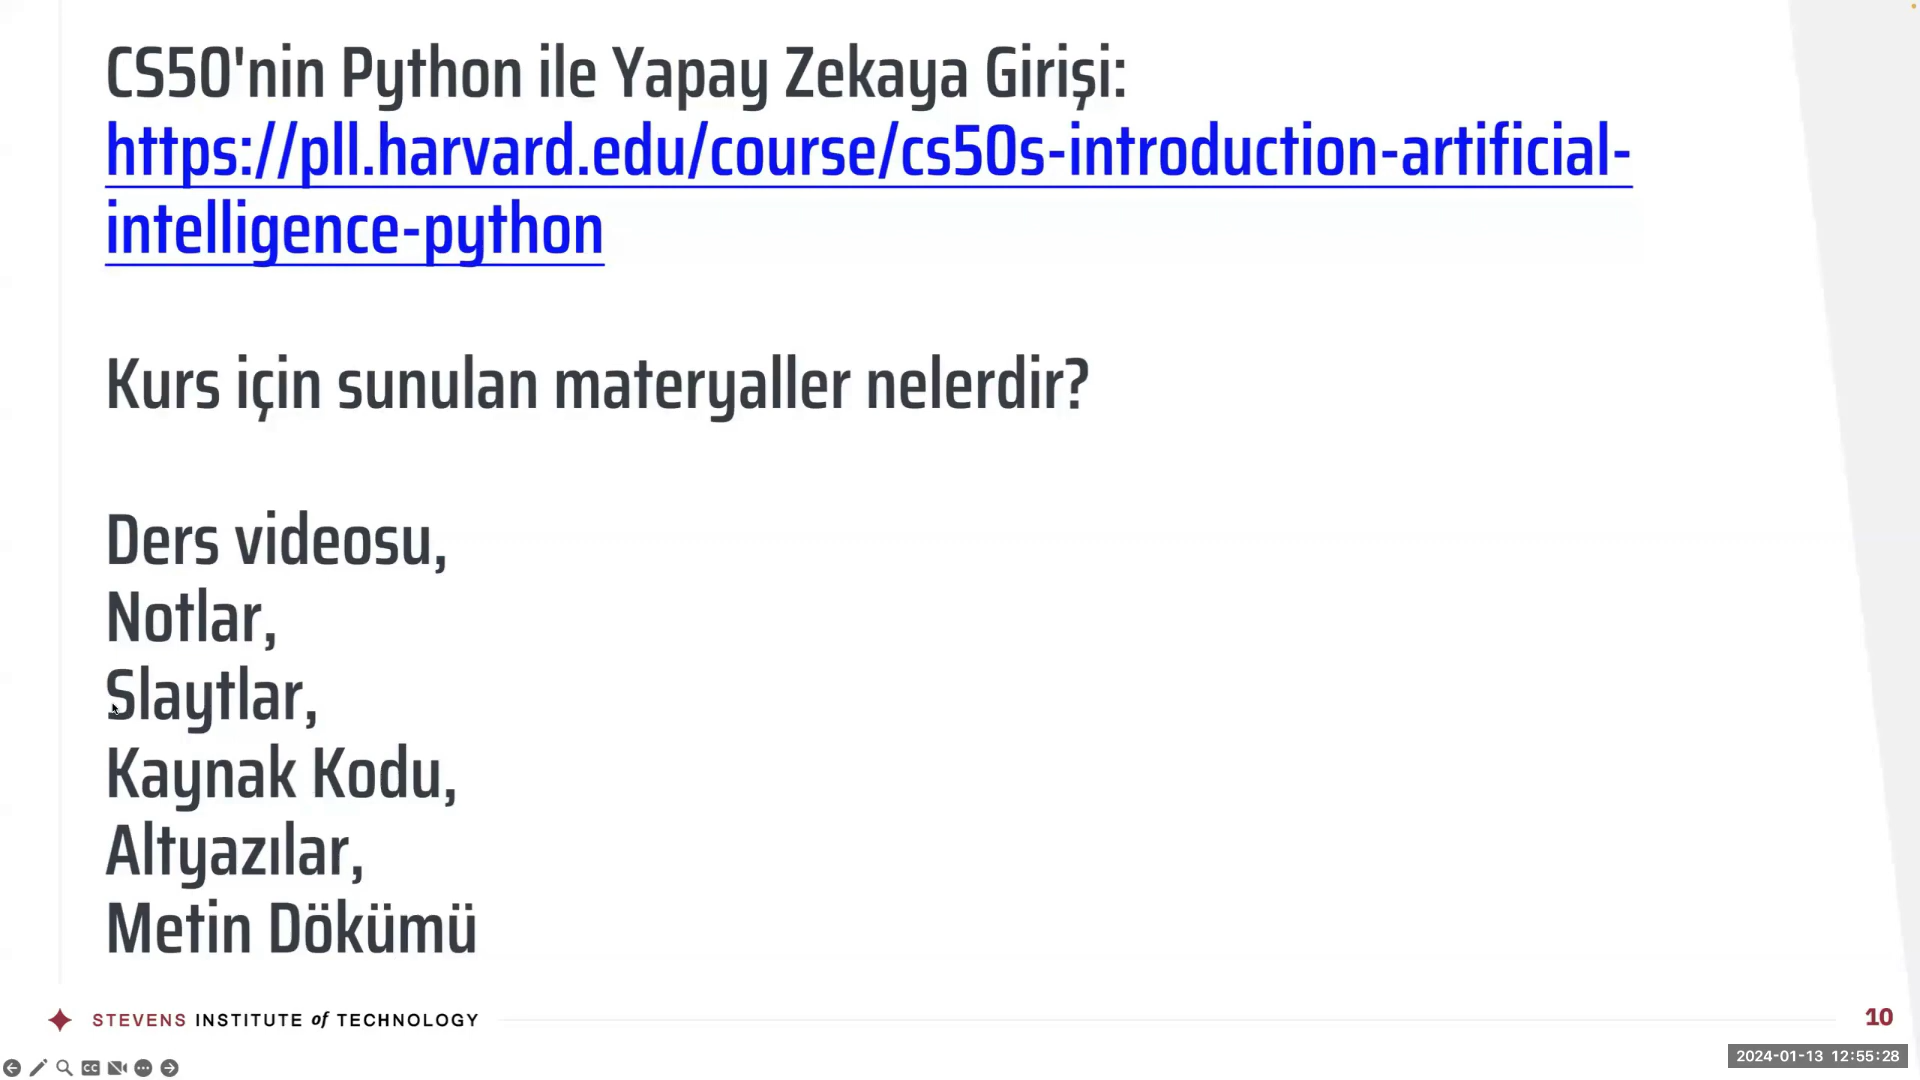 CS50'nin Python ile Yapay Zekaya Girişi:
https://pll.harvard.edu/course/cs50s-introduction-artificial-
intelligence-python
Kurs için sunulan materyaller nelerdir?
Ders videosu,
Notlar,
Slaytlar,
Kaynak Kodu,
Altyazılar,
Metin Dökümü
STEVENS INSTITUTE of TECHNOLOGY
10
2024-01-13 12:55:28
CC